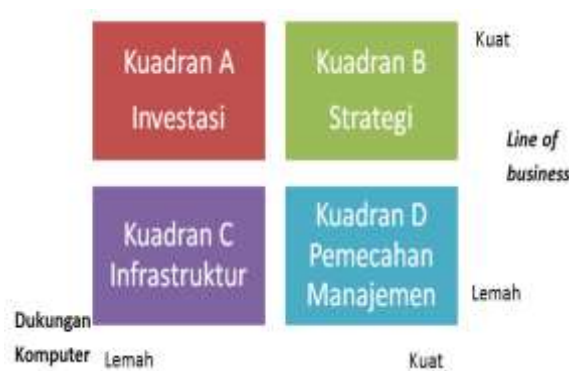 Kuadran A
Investasi
Kuadran B
Strategi
Kuat
Line of
business
Kuadran C
Infrastruktur
Kuadran D
Pemecahan
Manajemen
Lemah
Dukungan
Komputer
Lemah
Kuat